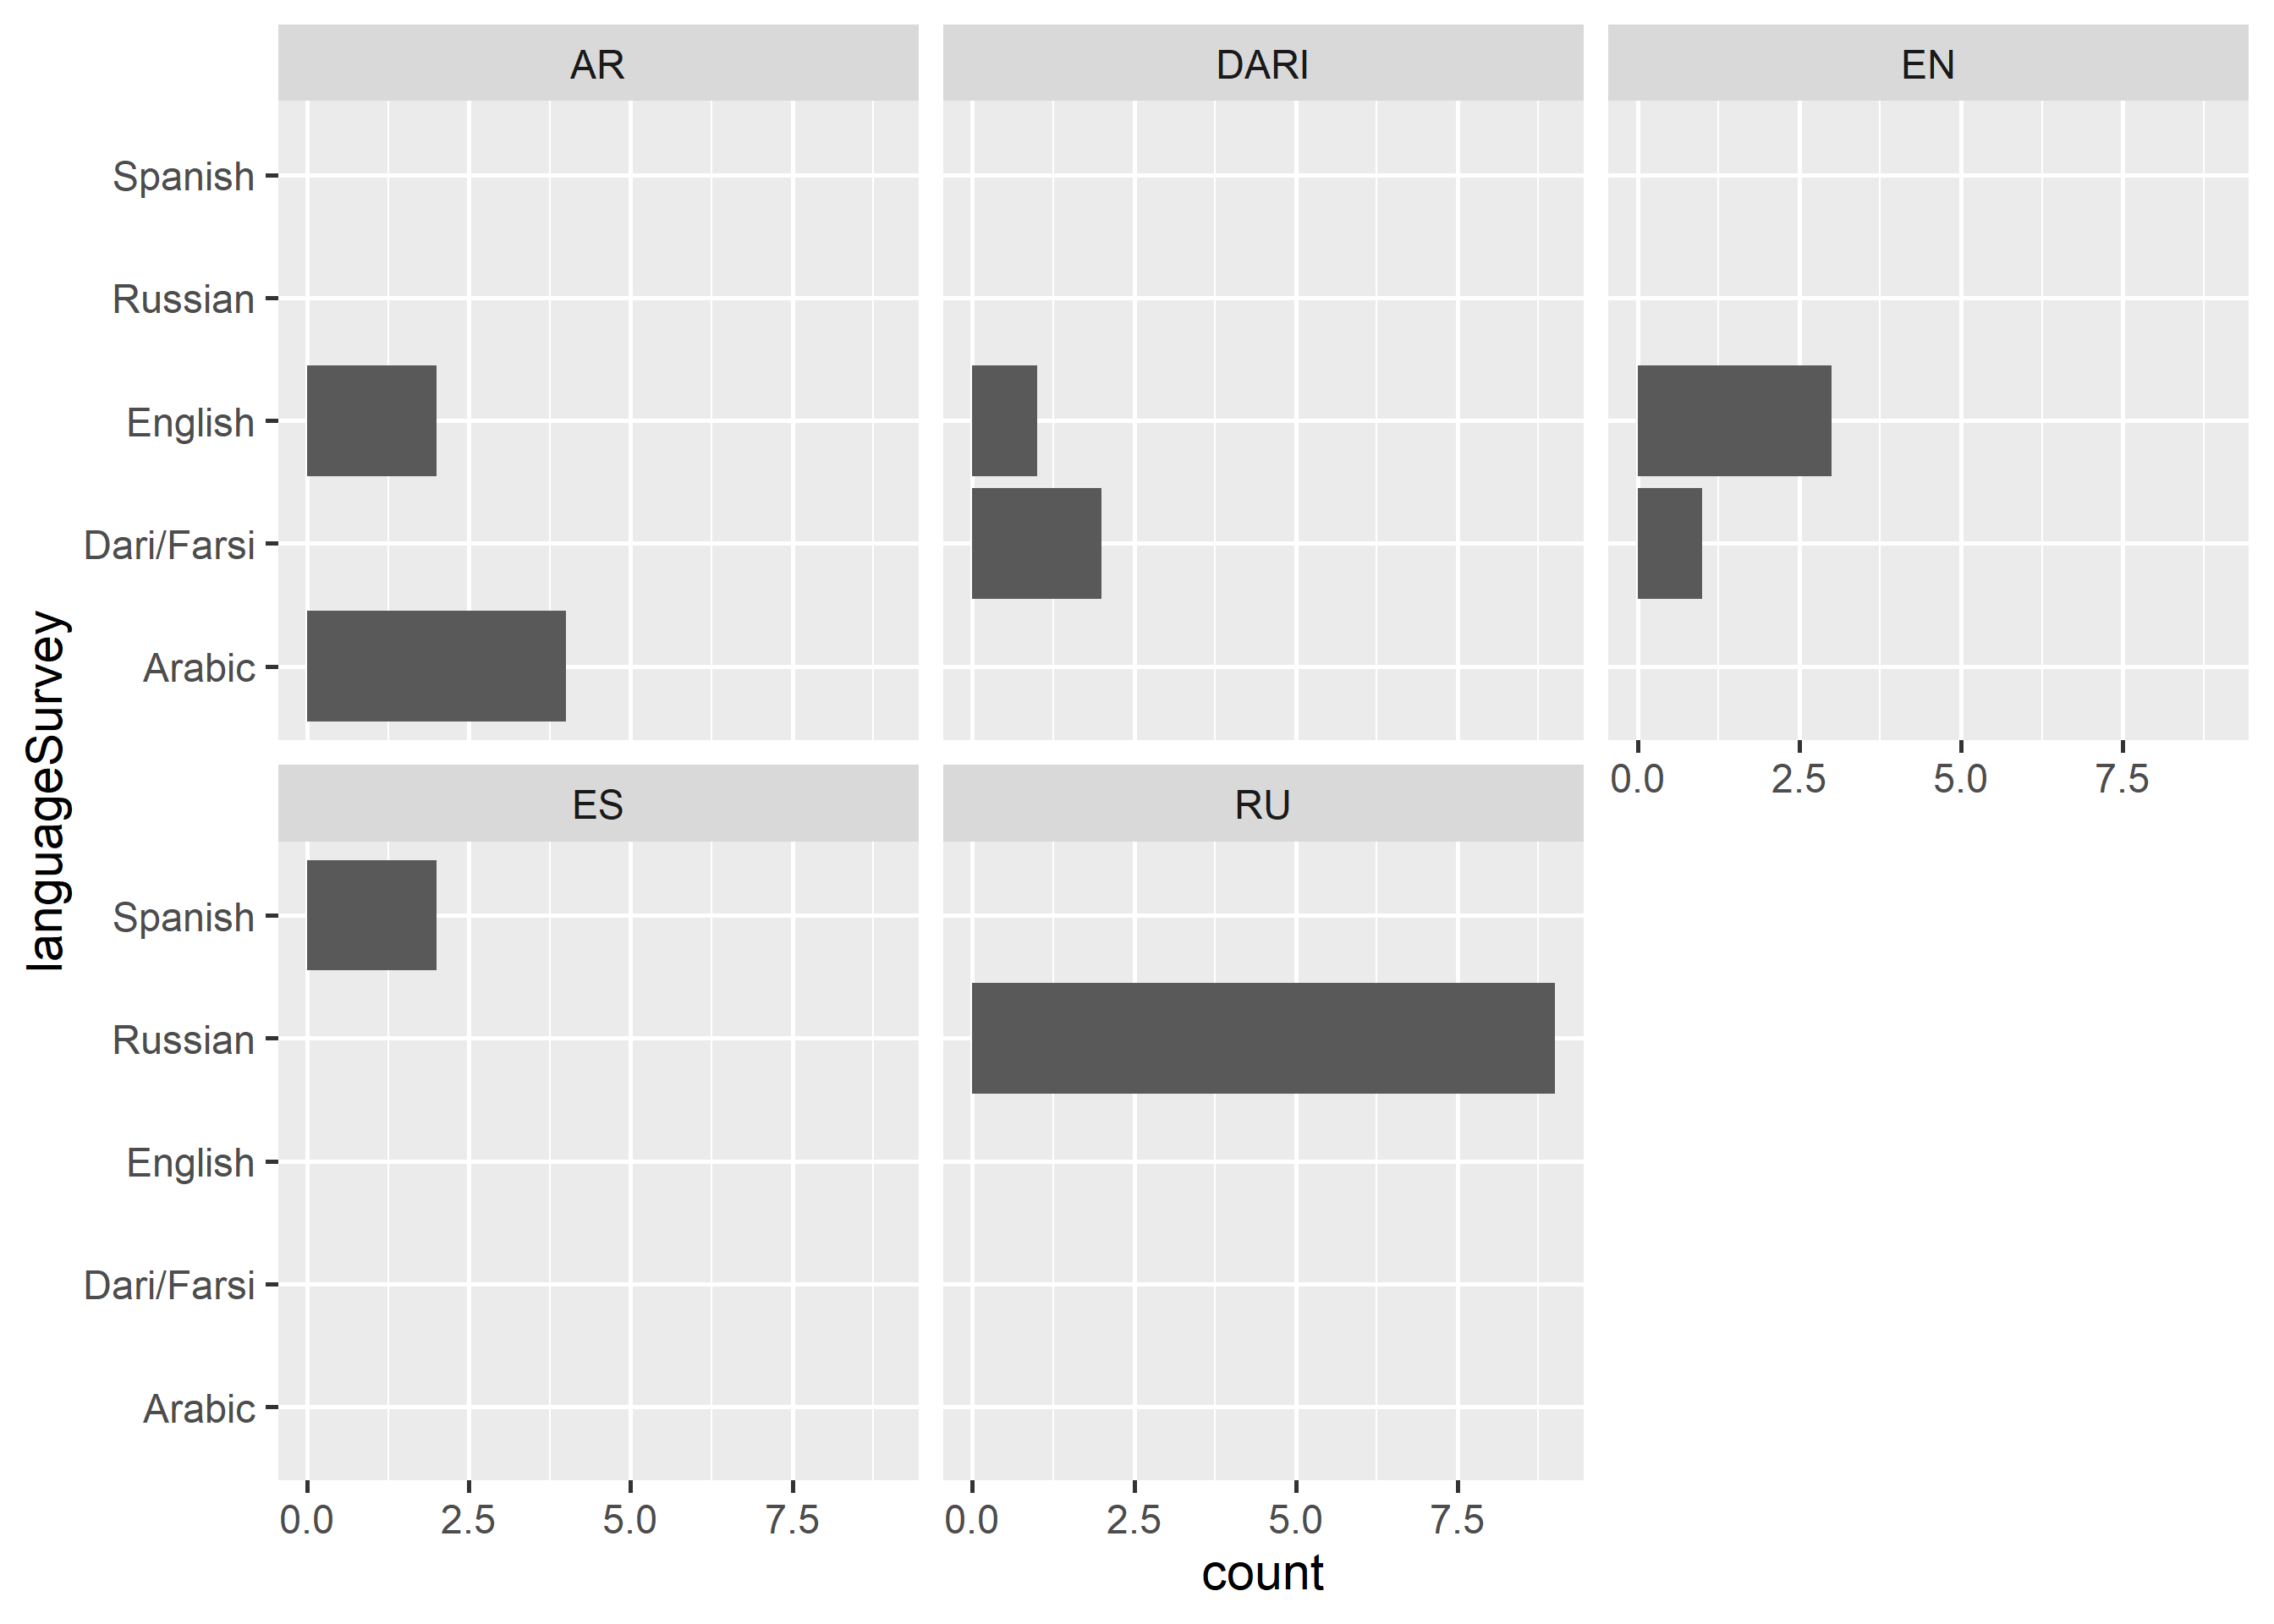 AR
DARI
EN
Spanish
Russian
English
Dari/Farsi
Arabic
0.0 2.5 5.0 7.5
ES
RU
Spanish
Russian
English
Dari/Farsi
Arabic
0.0 2.5 5.0 7.5
0.0 2.5 5.0 7.5
count
languageSurvey